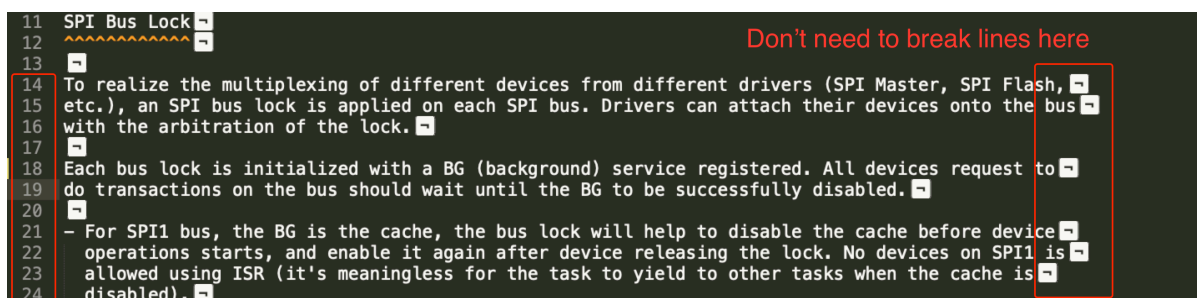 11 SPI Bus Lock¬
Don't need to break lines here
12 ^^^^^^^^^^^^¬
13 ¬
14 To realize the multiplexing of different devices from different drivers (SPI Master, SPI Flash,¬
15 etc.), an SPI bus lock is applied on each SPI bus. Drivers can attach their devices onto the bus¬
16 with the arbitration of the lock.¬
17 ¬
18 Each bus lock is initialized with a BG (background) service registered. All devices request to¬
19 do transactions on the bus should wait until the BG to be successfully disabled.¬
20 ¬
21 - For SPI1 bus, the BG is the cache, the bus lock will help to disable the cache before device¬
22 operations starts, and enable it again after device releasing the lock. No devices on SPI1 is¬
23 allowed using ISR (it's meaningless for the task to yield to other tasks when the cache is¬
24 disabled).¬